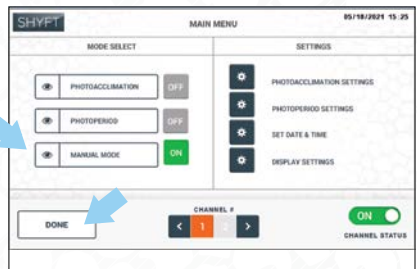 SHYFT
MAIN MENU
05/18/2021 15:25
MODE SELECT
PHOTOACCLIMATION OFF
PHOTOPERIOD OFF
MANUAL MODE ON
SETTINGS
PHOTOACCLIMATION SETTINGS
PHOTOPERIOD SETTINGS
SET DATE & TIME
DISPLAY SETTINGS
DONE
CHANNEL #
< 1 2 >
ON
CHANNEL STATUS